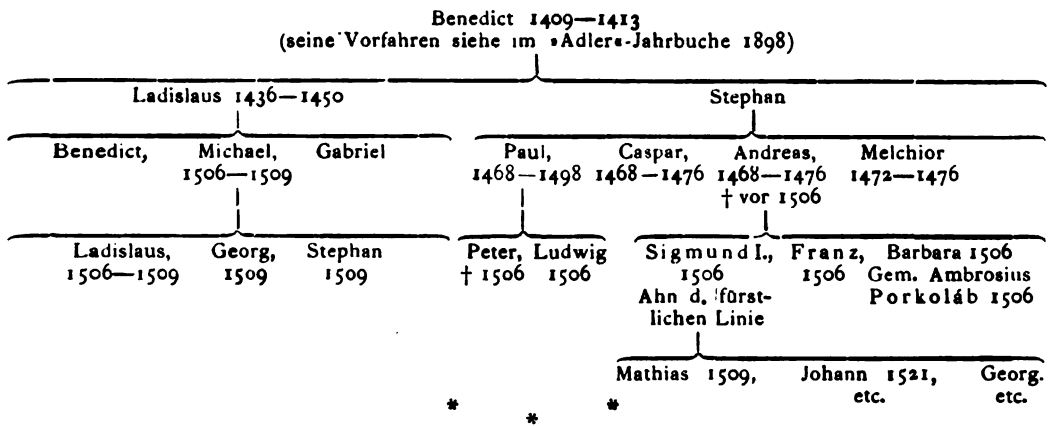 Benedict 1409—1413
(seine Vorfahren siehe im »Adler«-Jahrbuche 1898)
Ladislaus 1436—1450 Stephan
Benedict, Michael, Gabriel Paul, Caspar, Andreas, Melchior
1506—1509 1468—1498 1468—1476 1468—1476 1472—1476
† vor 1506
Ladislaus, Georg, Stephan Peter, Ludwig Sigmund I., Franz, Barbara 1506
1506—1509 1509 1509 † 1506 1506 1506 1506 Gem. Ambrosius
Ahn d. fürst- Porkoláb 1506
lichen Linie
Mathias 1509, Johann 1521, Georg.
etc. etc.
* * *